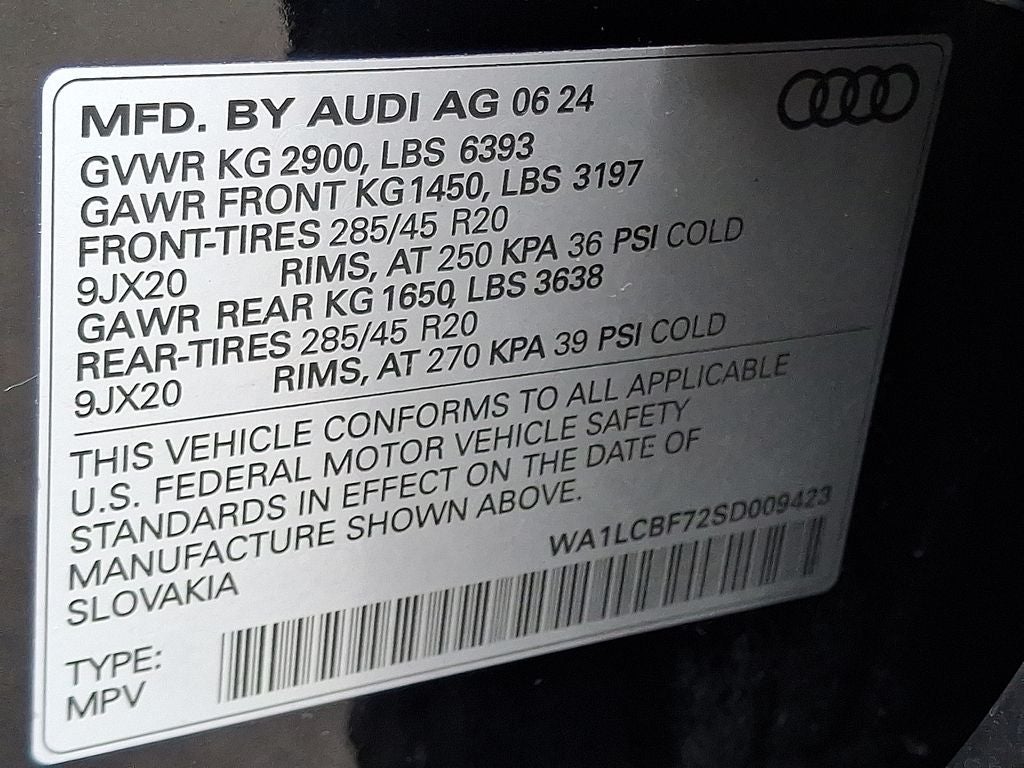 MFD. BY AUDI AG 06 24
GVWR KG 2900, LBS 6393
GAWR FRONT KG 1450, LBS 3197
FRONT-TIRES 285/45 R20
9JX20 RIMS, AT 250 KPA 36 PSI COLD
GAWR REAR KG 1650, LBS 3638
REAR-TIRES 285/45 R20
9JX20 RIMS, AT 270 KPA 39 PSI COLD
THIS VEHICLE CONFORMS TO ALL APPLICABLE
U.S. FEDERAL MOTOR VEHICLE SAFETY
STANDARDS IN EFFECT ON THE DATE OF
MANUFACTURE SHOWN ABOVE.
SLOVAKIA
WA1LCBF72SD009423
TYPE:
MPV